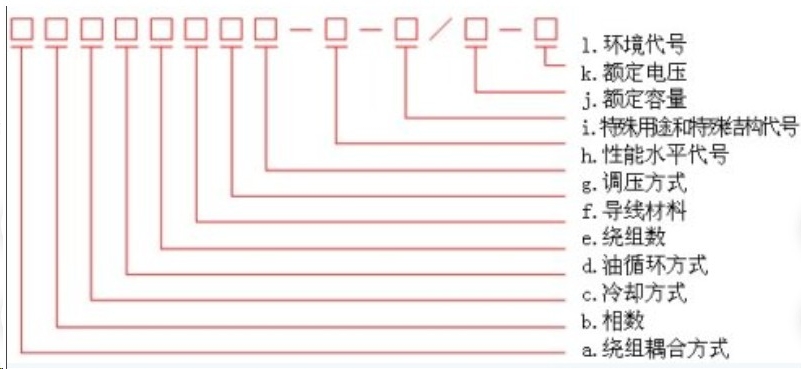 □□□□□□□□－□－□／□－□
l.环境代号
k.额定电压
j.额定容量
i.特殊用途和特殊结构代号
h.性能水平代号
g.调压方式
f.导线材料
e.绕组数
d.油循环方式
c.冷却方式
b.相数
a.绕组耦合方式